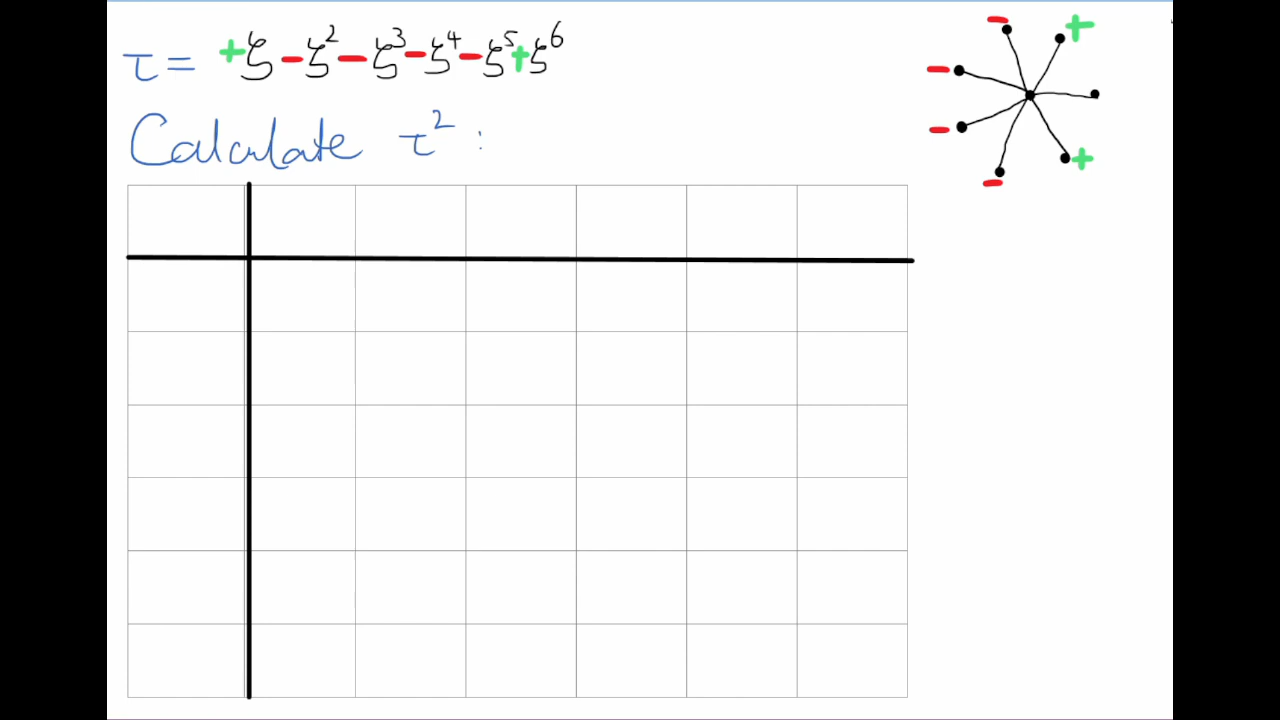 τ = +ζ - ζ² - ζ³ - ζ⁴ - ζ⁵ + ζ⁶
Calculate τ² :
- +
-
-
- +